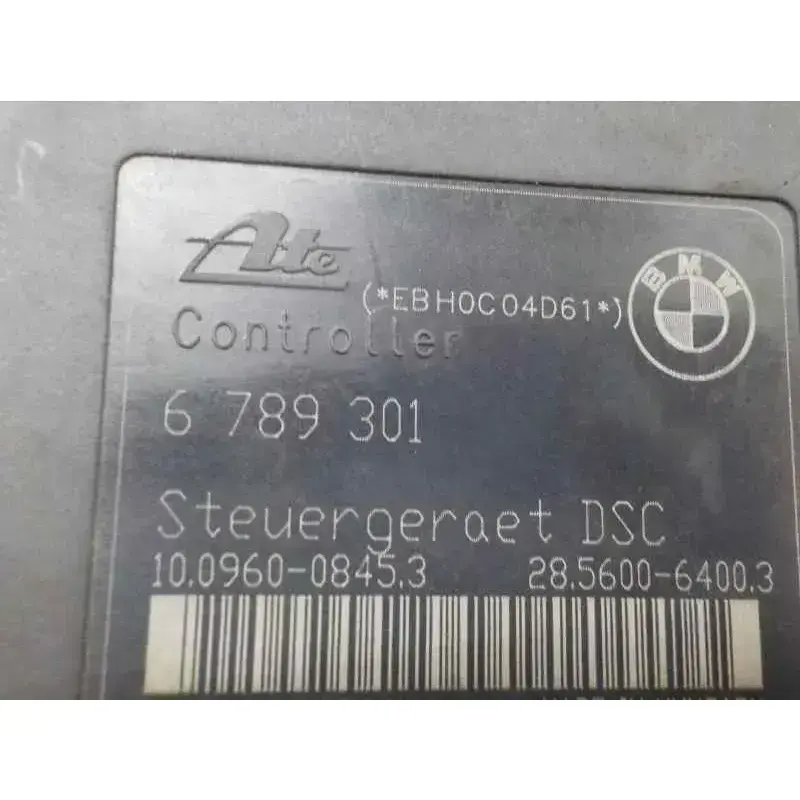 Ate
BMW
(*EBH0C04D61*)
Controller
6 789 301
Steuergeraet DSC
10.0960-0845.3 28.5600-6400.3